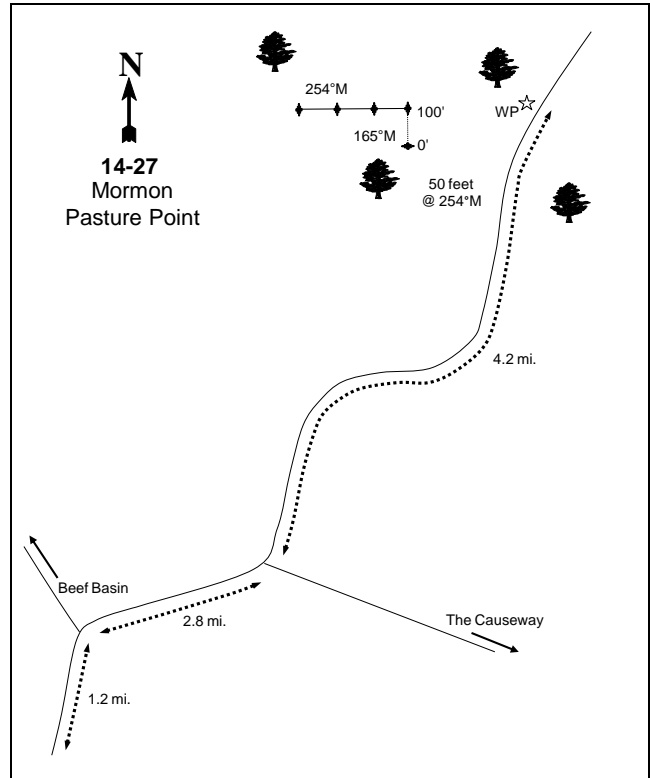 N
14-27
Mormon
Pasture Point
254°M
100'
165°M
0'
WP
50 feet
@ 254°M
4.2 mi.
Beef Basin
2.8 mi.
The Causeway
1.2 mi.